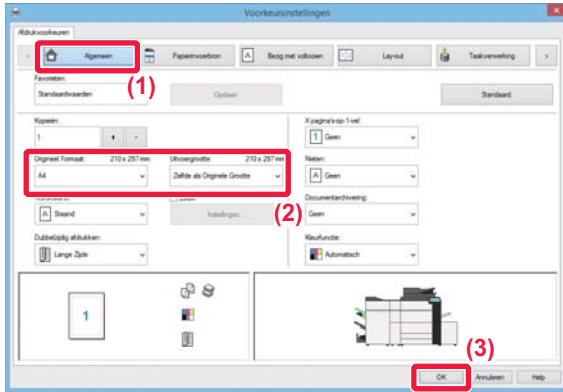 Voorkeursinstellingen
Afdrukvoorkeuren
Algemeen
Papierinvoerbron
Bezig met voltooien
Lay-out
Taakverwerking
(1)
Favorieten:
Standaardwaarden
Opslaan
Standaard
Kopieën:
1
+ -
X pagina's-op-1-vel:
1 Geen
Origineel Formaat: 210 x 297 mm.
Uitvoergrootte: 210 x 297 mm.
Nieten:
A4
Zelfde als Originele Grootte
A Geen
(2)
Documentarchivering:
A Staand
Instellingen...
Geen
Dubbelzijdig afdrukken:
Kleurfunctie:
Lange Zijde
Automatisch
1
(3)
OK
Annuleren
Help